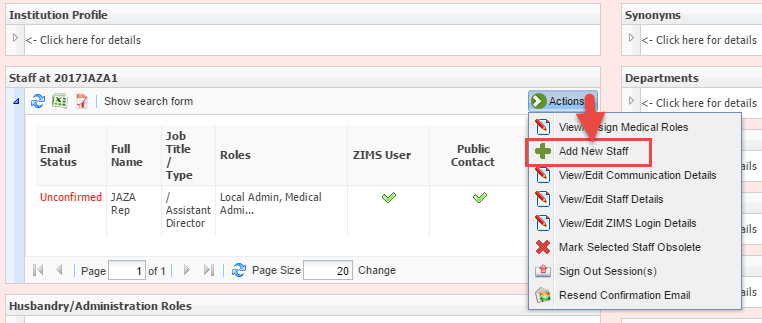 Institution Profile
<- Click here for details
Synonyms
<- Click here for details
Staff at 2017JAZA1
Departments
<- Click here for details
Show search form
Actions
Email Status
Full Name
Job Title / Type
Roles
ZIMS User
Public Contact
Unconfirmed
JAZA Rep
/ Assistant Director
Local Admin, Medical Admi...
View/ sign Medical Roles
Add New Staff
View/Edit Communication Details
View/Edit Staff Details
View/Edit ZIMS Login Details
Mark Selected Staff Obsolete
Sign Out Session(s)
Resend Confirmation Email
Page 1 of 1
Page Size 20 Change
Husbandry/Administration Roles